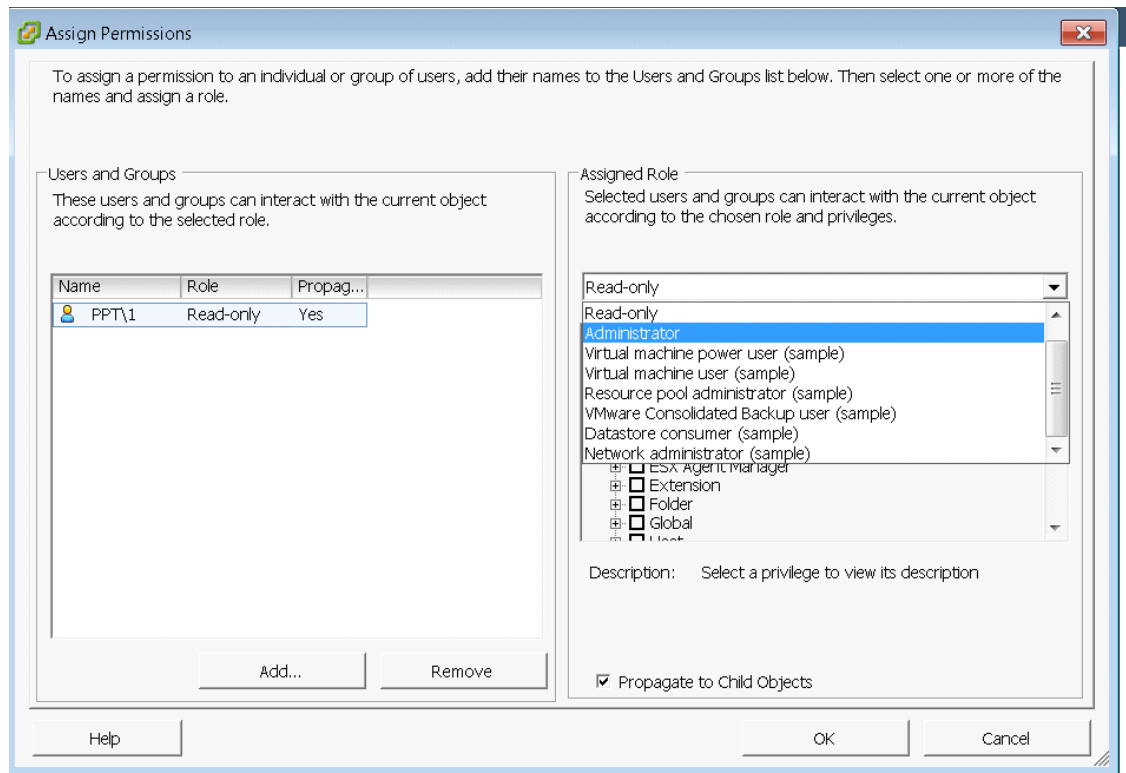 Assign Permissions
To assign a permission to an individual or group of users, add their names to the Users and Groups list below. Then select one or more of the
names and assign a role.
Users and Groups
These users and groups can interact with the current object
according to the selected role.
Name Role Propag...
PPT\1 Read-only Yes
Add... Remove
Assigned Role
Selected users and groups can interact with the current object
according to the chosen role and privileges.
Read-only
Read-only
Administrator
Virtual machine power user (sample)
Virtual machine user (sample)
Resource pool administrator (sample)
VMware Consolidated Backup user (sample)
Datastore consumer (sample)
Network administrator (sample)
ESX Agent Manager
Extension
Folder
Global
Host
Description: Select a privilege to view its description
Propagate to Child Objects
Help OK Cancel